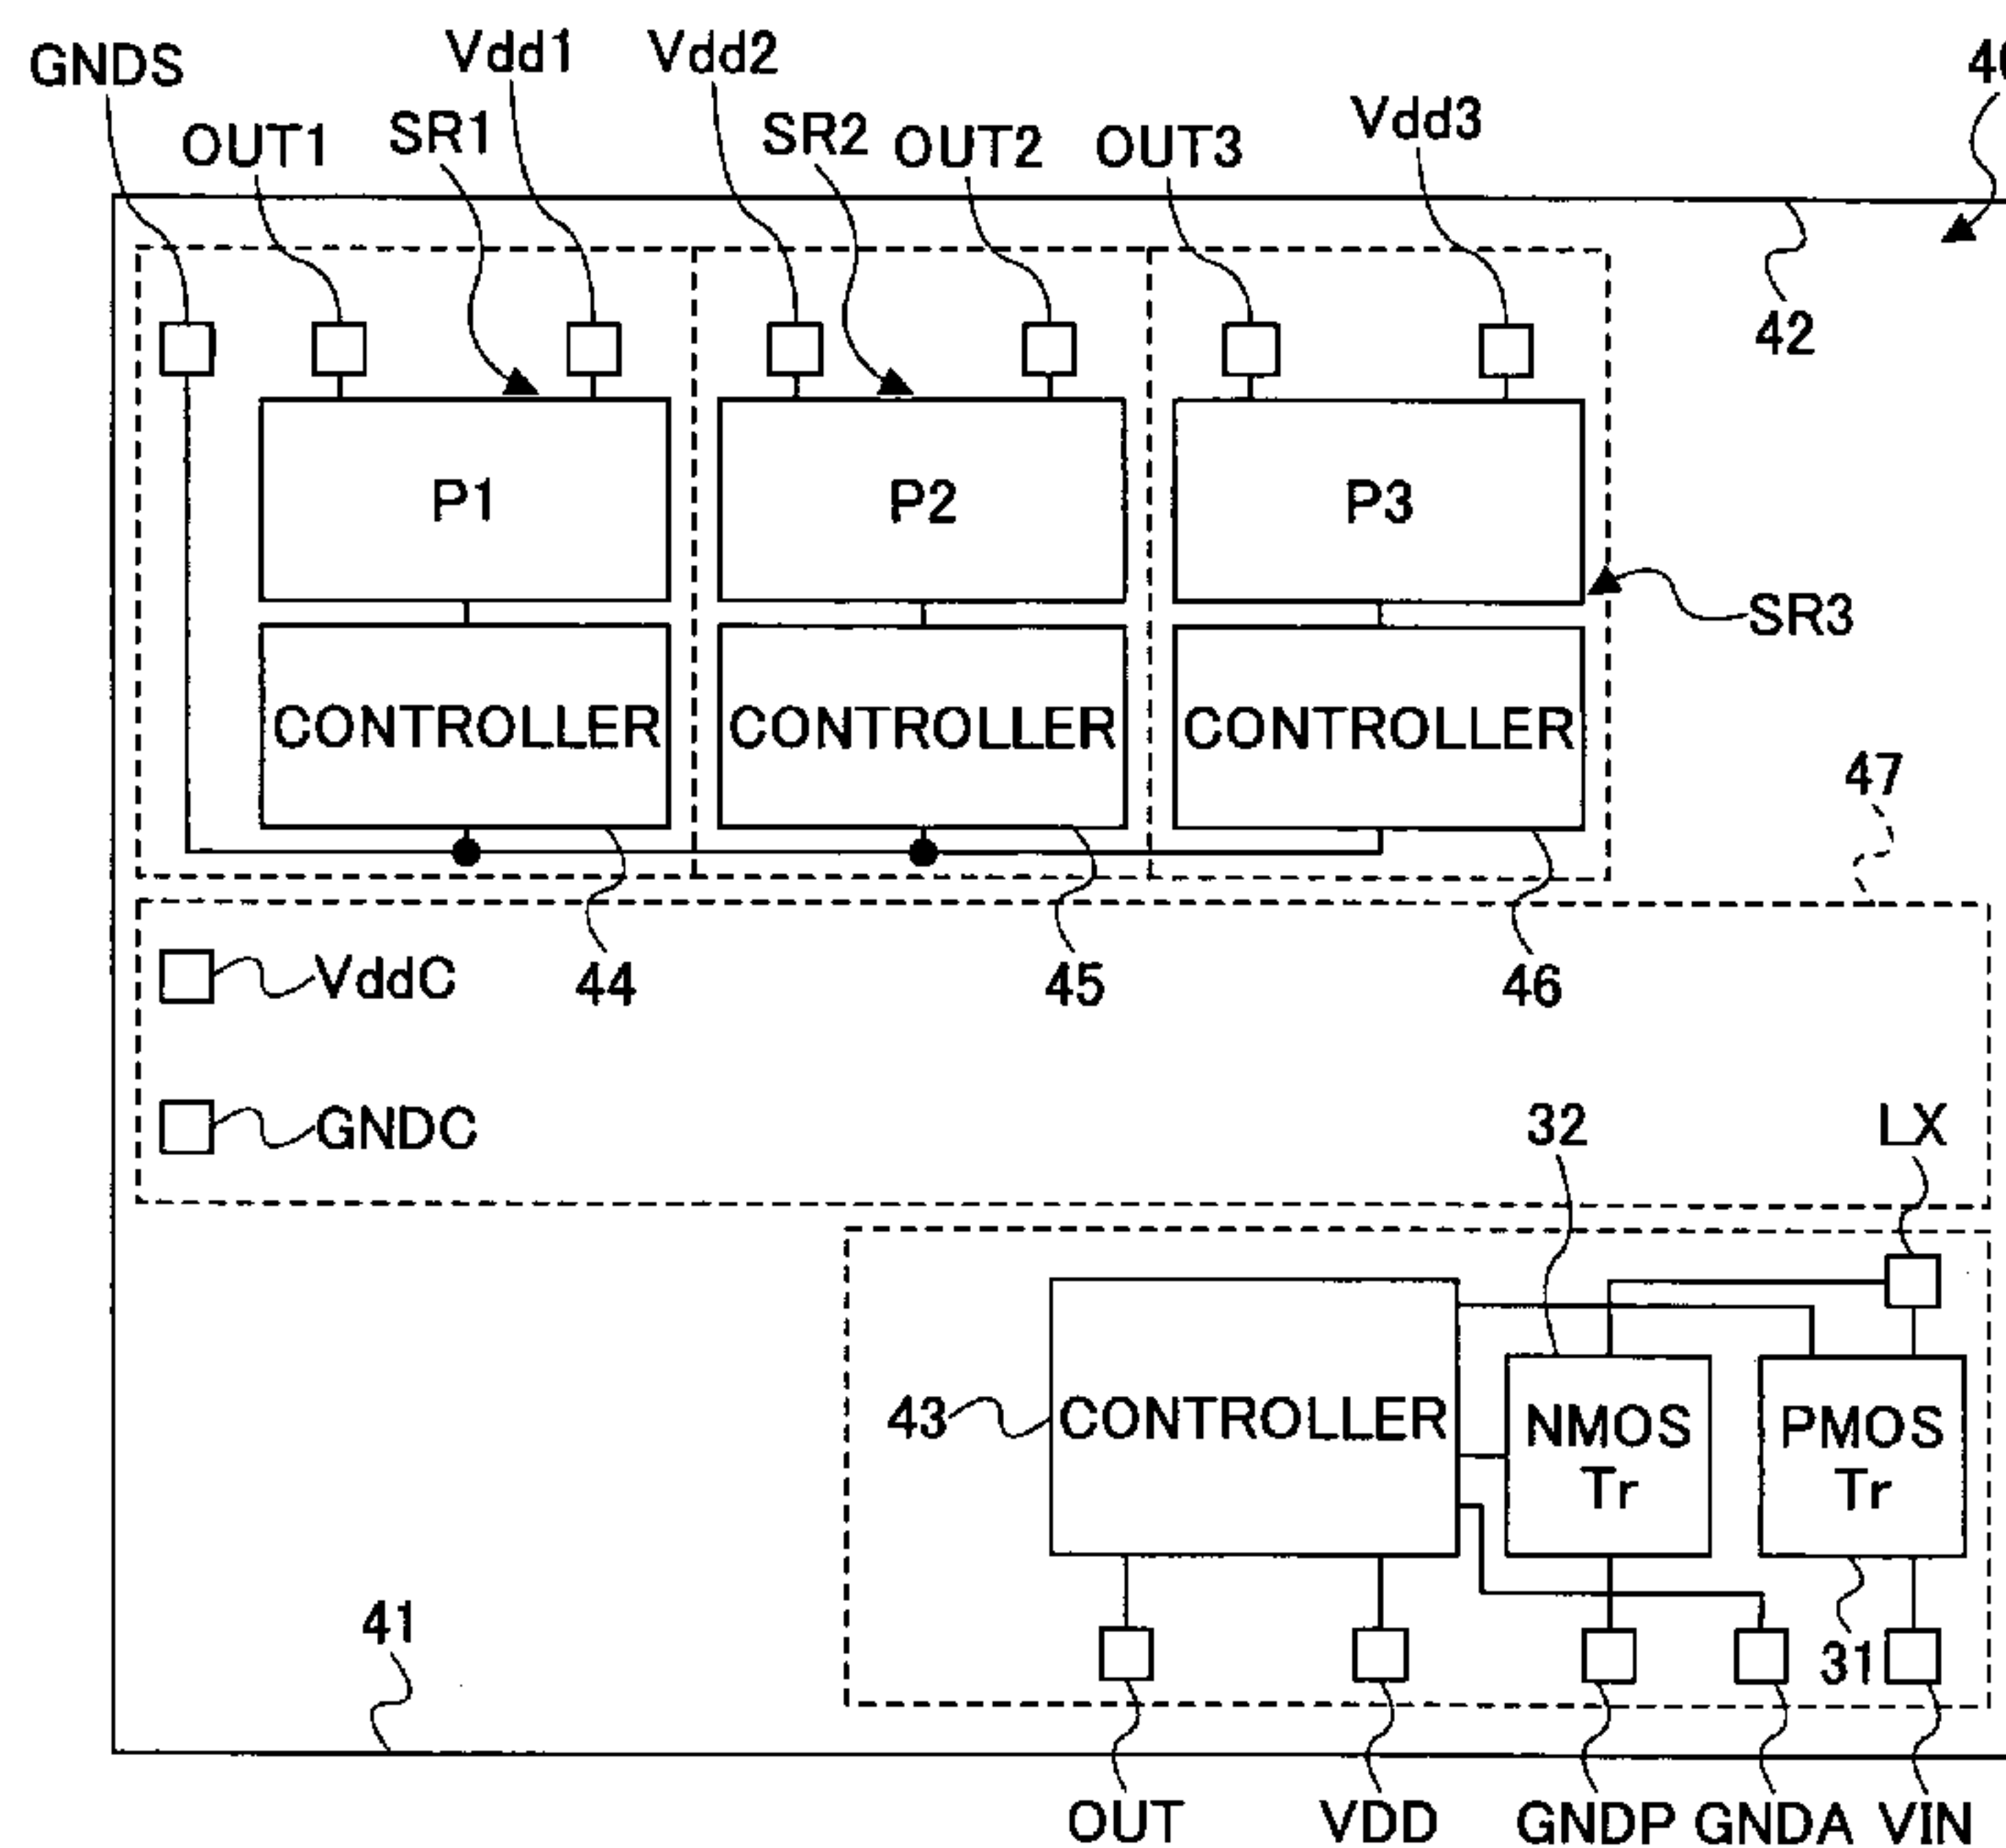 GNDS
Vdd1
Vdd2
OUT1
SR1
SR2
OUT2
OUT3
Vdd3
42
P1
P2
P3
SR3
CONTROLLER
CONTROLLER
CONTROLLER
47
VddC
44
45
46
GNDC
32
LX
43
CONTROLLER
NMOS
Tr
PMOS
Tr
41
31
OUT
VDD
GNDP
GNDA
VIN